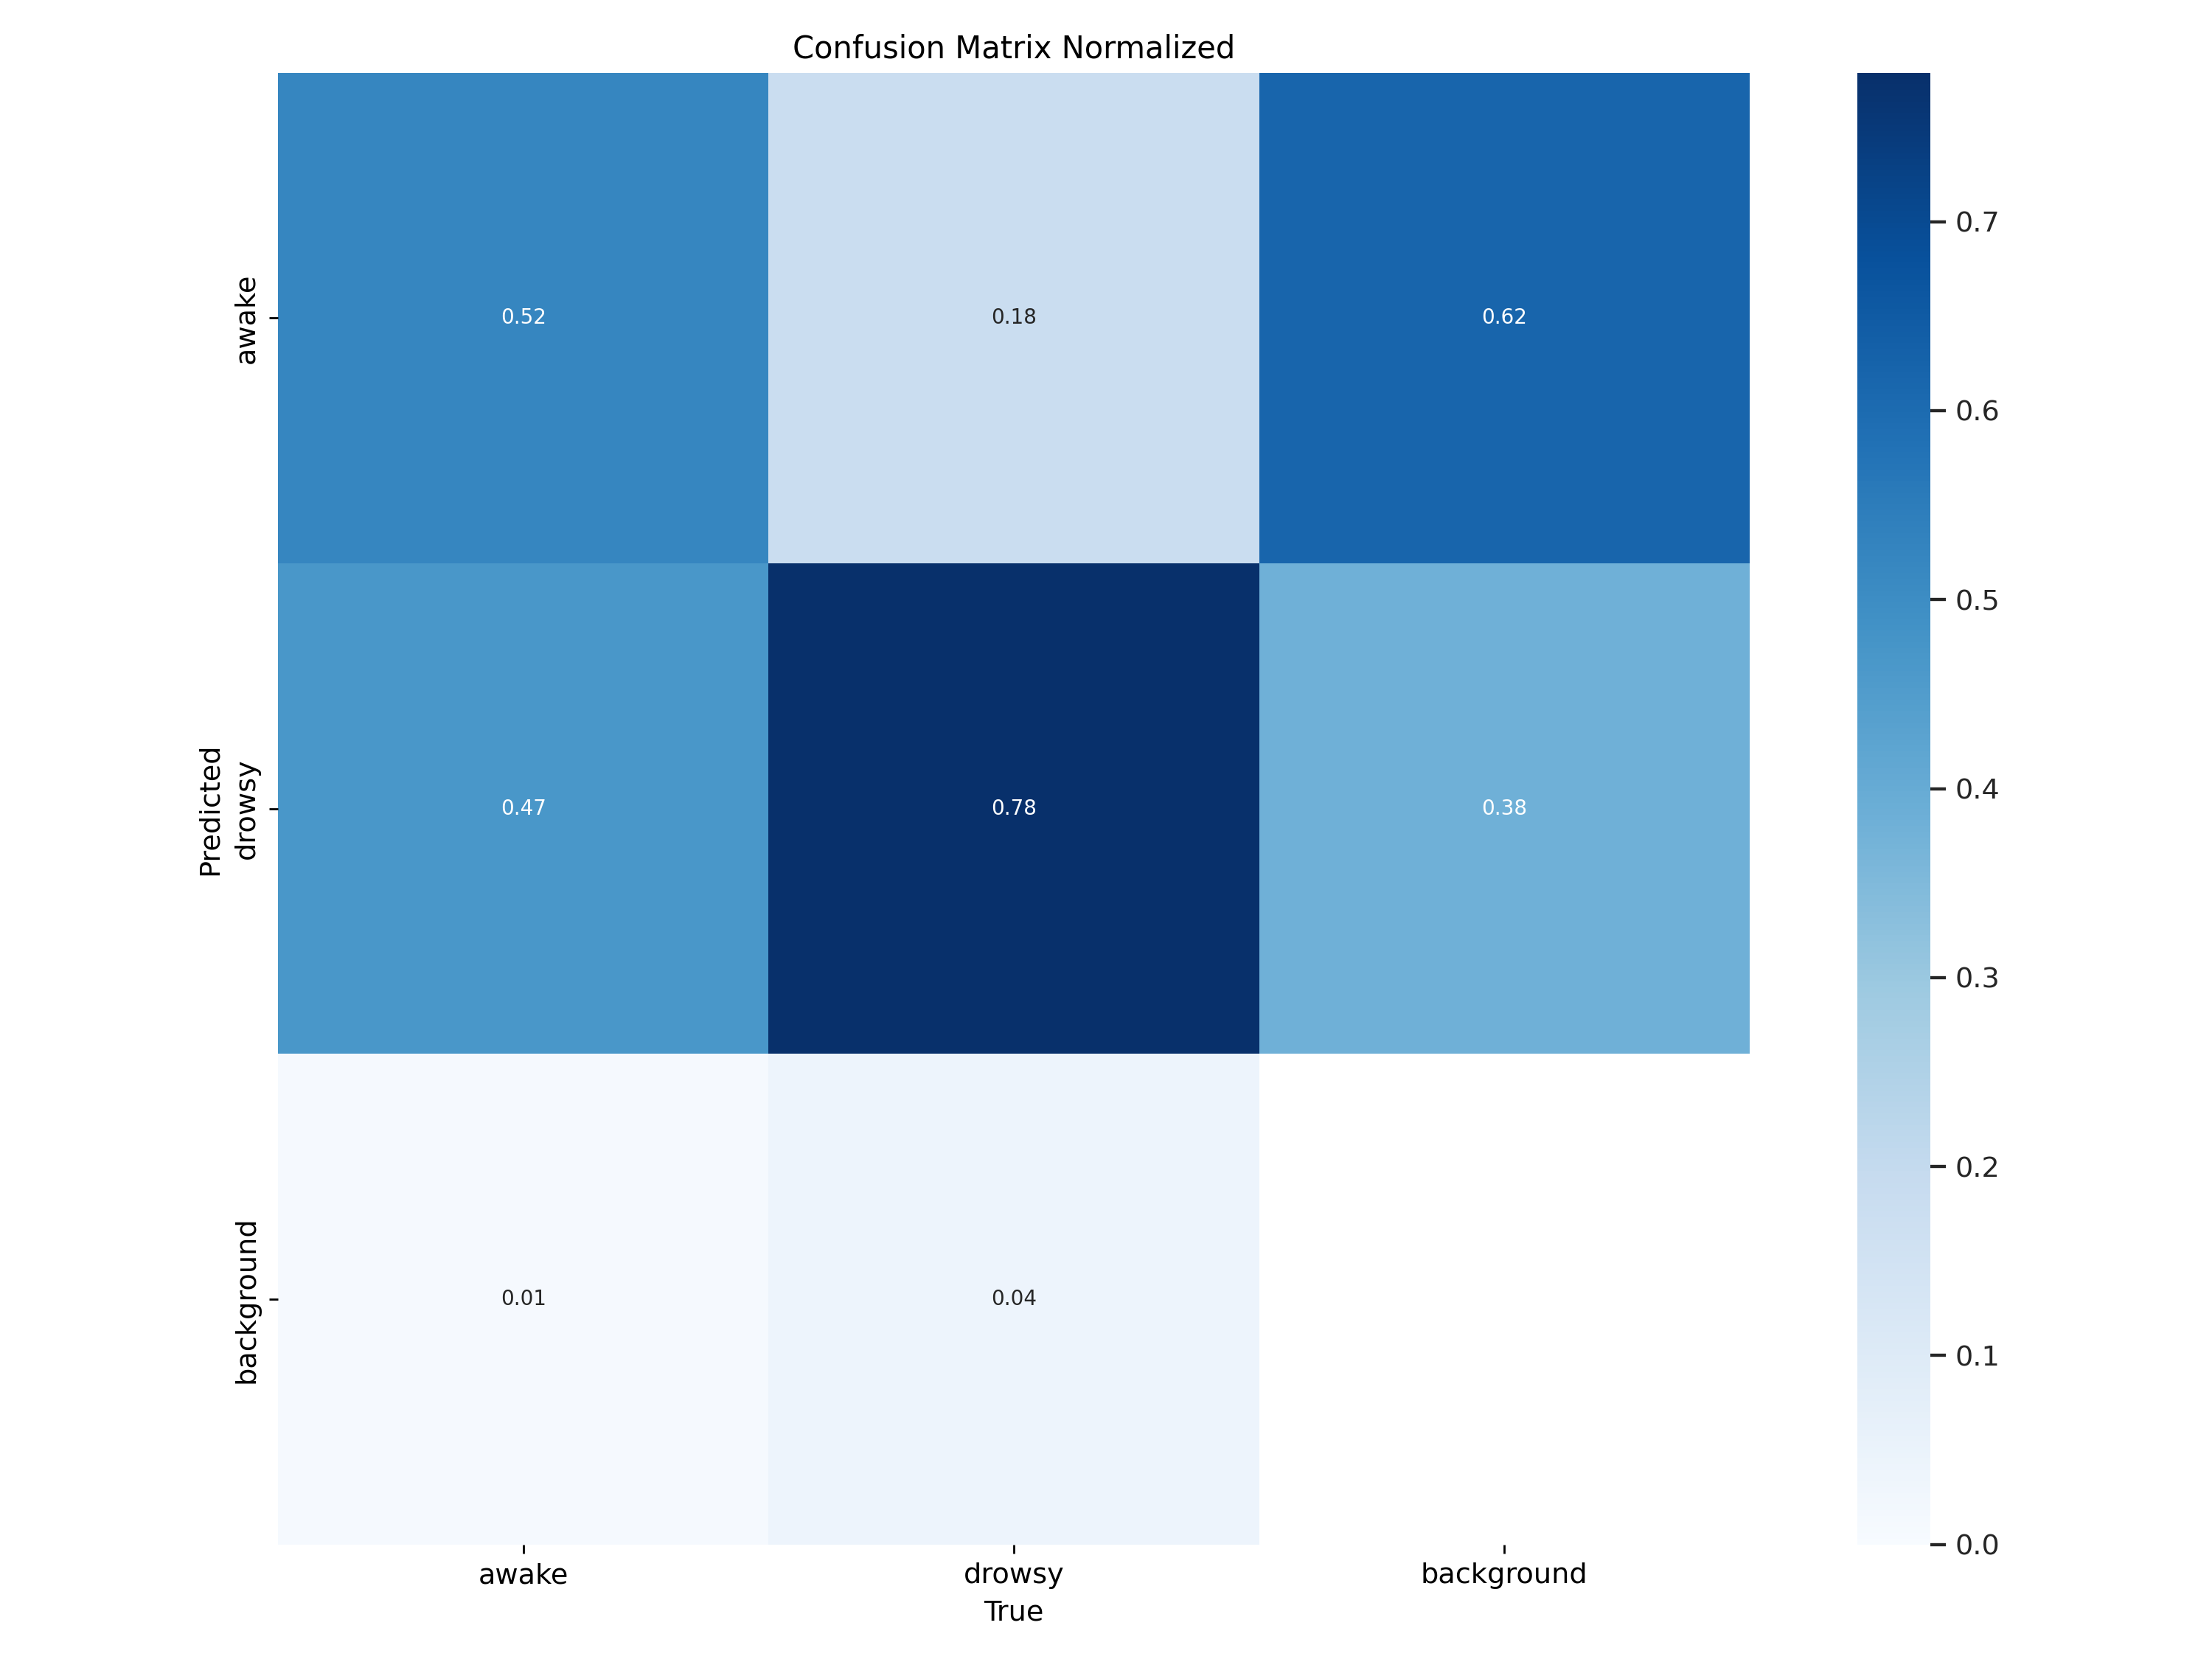 Confusion Matrix Normalized
awake
0.52
0.18
0.62
Predicted
drowsy
0.47
0.78
0.38
background
0.01
0.04
awake
drowsy
background
True
0.7
0.6
0.5
0.4
0.3
0.2
0.1
0.0